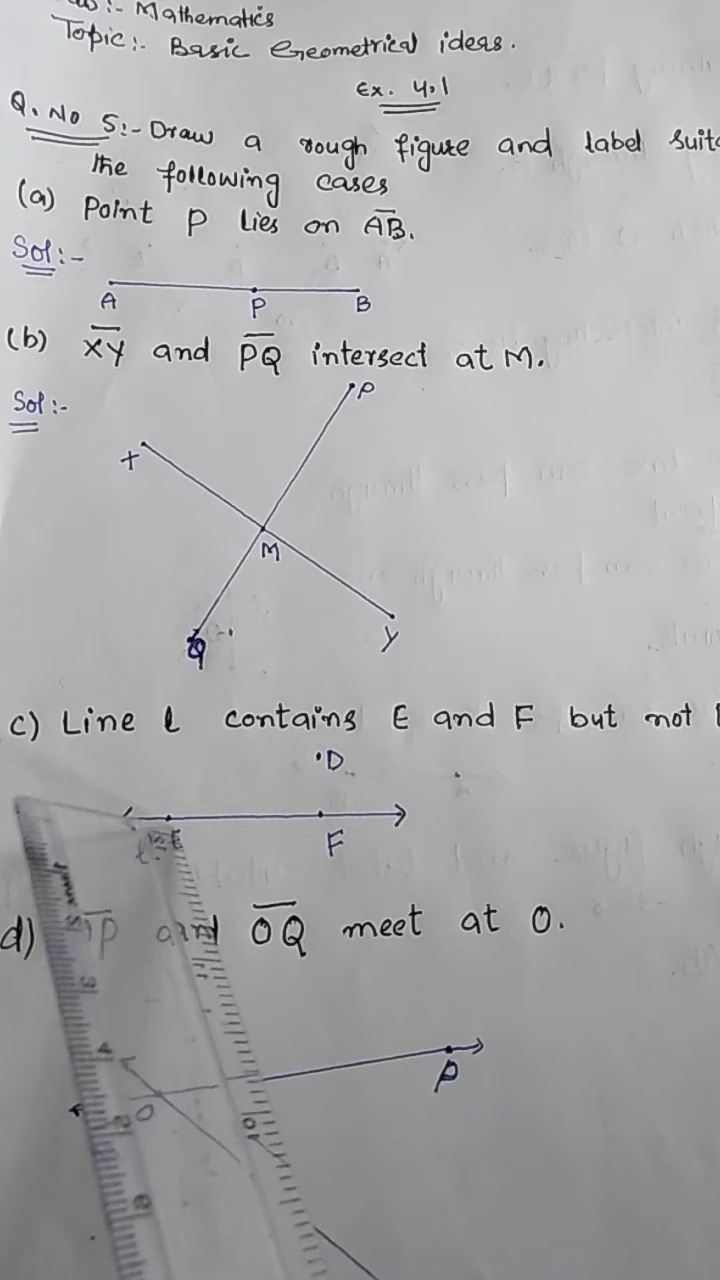 :- Mathematics
Topic:- Basic Geometrical ideas.
Ex. 4.1
Q. No 5:- Draw a rough figure and label suit
the following cases
(a) Point P lies on AB.
Sol:-
A P B
(b) XY and PQ intersect at M.
Sol:-
P
X
M
Q
Y
c) Line l contains E and F but not
.D
l E F
d) OP and OQ meet at O.
P
O